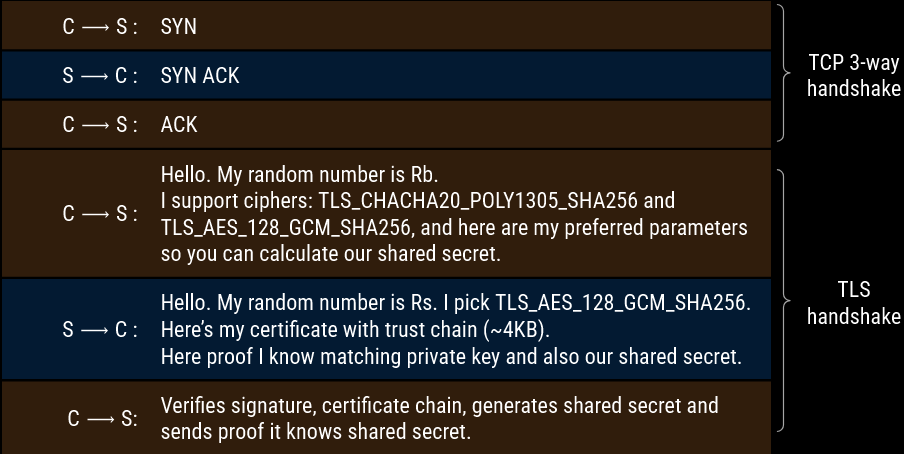 C ⟶ S: SYN
S ⟶ C: SYN ACK
C ⟶ S: ACK
TCP 3-way
handshake
C ⟶ S:
Hello. My random number is Rb.
I support ciphers: TLS_CHACHA20_POLY1305_SHA256 and
TLS_AES_128_GCM_SHA256, and here are my preferred parameters
so you can calculate our shared secret.
S ⟶ C:
Hello. My random number is Rs. I pick TLS_AES_128_GCM_SHA256.
Here’s my certificate with trust chain (~4KB).
Here proof I know matching private key and also our shared secret.
C ⟶ S:
Verifies signature, certificate chain, generates shared secret and
sends proof it knows shared secret.
TLS
handshake